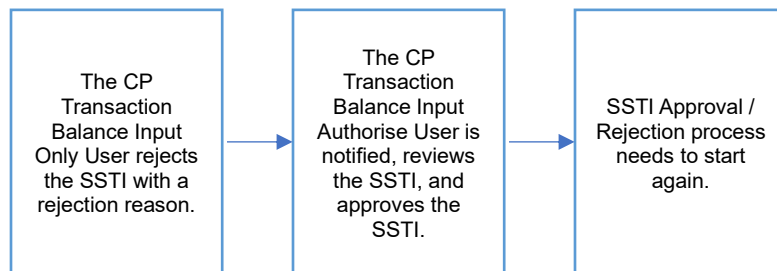 The CP
Transaction
Balance Input
Only User rejects
the SSTI with a
rejection reason.
The CP
Transaction
Balance Input
Authorise User is
notified, reviews
the SSTI, and
approves the
SSTI.
SSTI Approval /
Rejection process
needs to start
again.